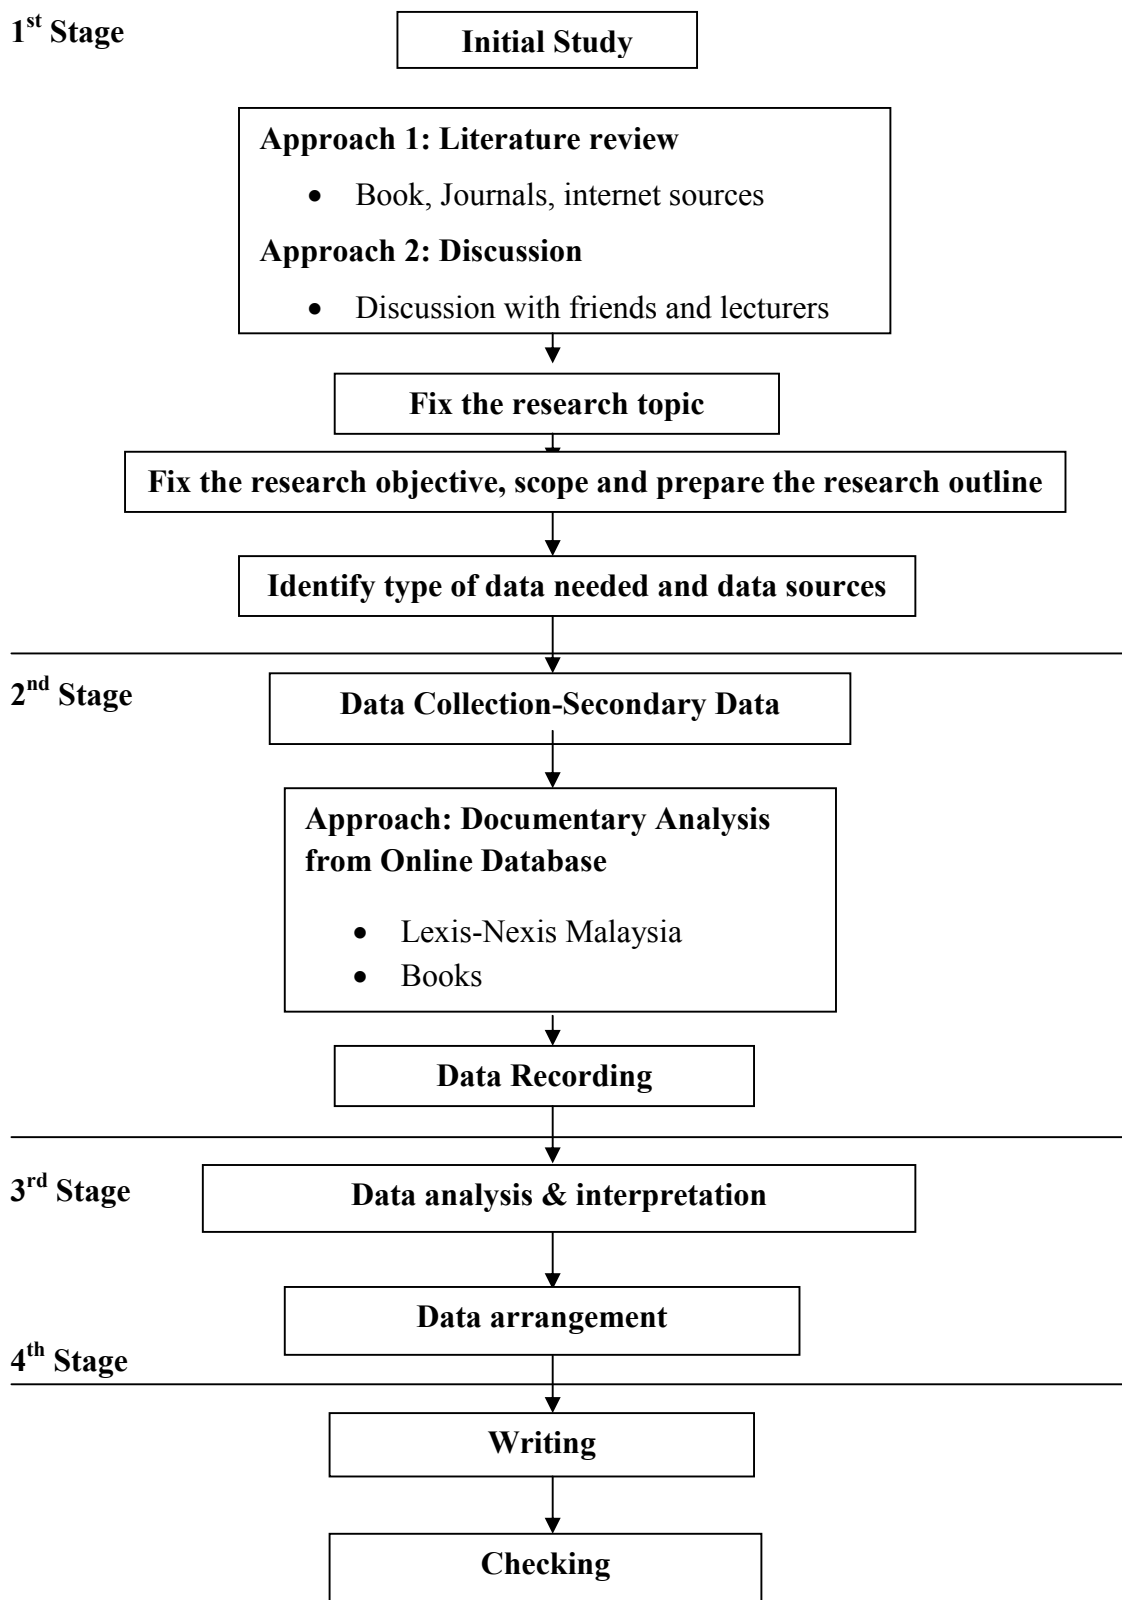 1st Stage
Initial Study
Approach 1: Literature review
• Book, Journals, internet sources
Approach 2: Discussion
• Discussion with friends and lecturers
Fix the research topic
Fix the research objective, scope and prepare the research outline
Identify type of data needed and data sources
2nd Stage
Data Collection-Secondary Data
Approach: Documentary Analysis
from Online Database
• Lexis-Nexis Malaysia
• Books
Data Recording
3rd Stage
Data analysis & interpretation
Data arrangement
4th Stage
Writing
Checking